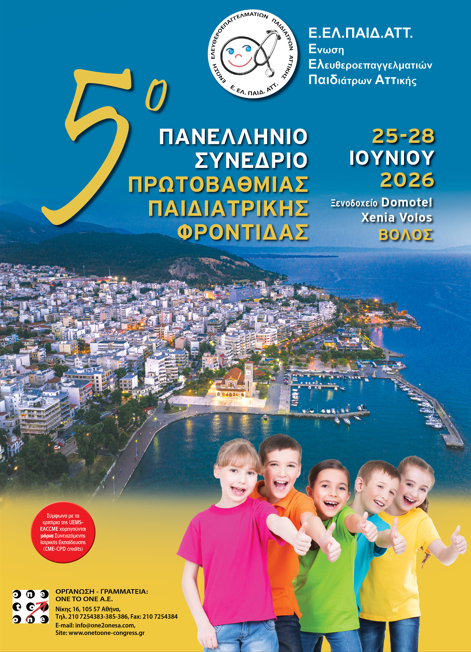 ΕΝΩΣΗ ΕΛΕΥΘΕΡΟΕΠΑΓΓΕΛΜΑΤΙΩΝ ΠΑΙΔΙΑΤΡΩΝ ΑΤΤΙΚΗΣ
Ε.ΕΛ. ΠΑΙΔ. ΑΤΤ.
Ε.ΕΛ.ΠΑΙΔ.ΑΤΤ.
Ενωση
ΕΛευθεροεπαγγελματιών
ΠΑΙΔιάτρων ΑΤΤικής
5ο
ΠΑΝΕΛΛΗΝΙΟ
ΣΥΝΕΔΡΙΟ
ΠΡΩΤΟΒΑΘΜΙΑΣ
ΠΑΙΔΙΑΤΡΙΚΗΣ
ΦΡΟΝΤΙΔΑΣ
25-28
ΙΟΥΝΙΟΥ
2026
Ξενοδοχείο Domotel
Xenia Volos
ΒΟΛΟΣ
Σύμφωνα με τα
κριτήρια της UEMS-
EACCME χορηγούνται
μόρια Συνεχιζόμενης
Ιατρικής Εκπαίδευσης
(CME-CPD credits)
ΟΡΓΑΝΩΣΗ - ΓΡΑΜΜΑΤΕΙΑ:
ONE TO ONE A.E.
Νίκης 16, 105 57 Αθήνα,
Τηλ. 210 7254383-385-386, Fax: 210 7254384
E-mail: info@one2onesa.com,
Site: www.onetoone-congress.gr